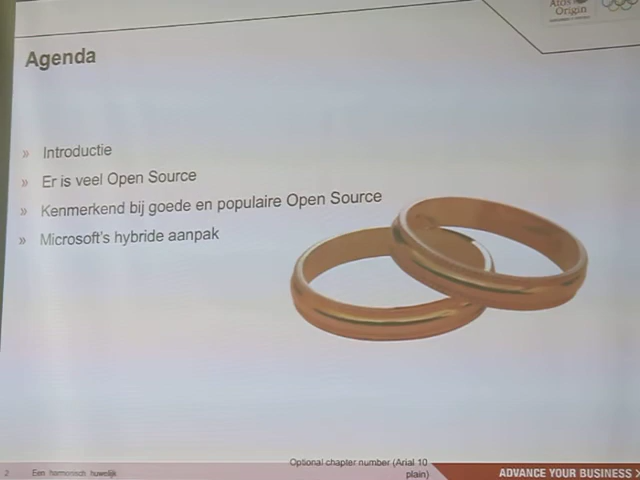 Atos
Origin
Agenda
» Introductie
» Er is veel Open Source
» Kenmerkend bij goede en populaire Open Source
» Microsoft's hybride aanpak
2
Een harmonisch huwelijk
Optional chapter number (Arial 10
plain)
ADVANCE YOUR BUSINESS »